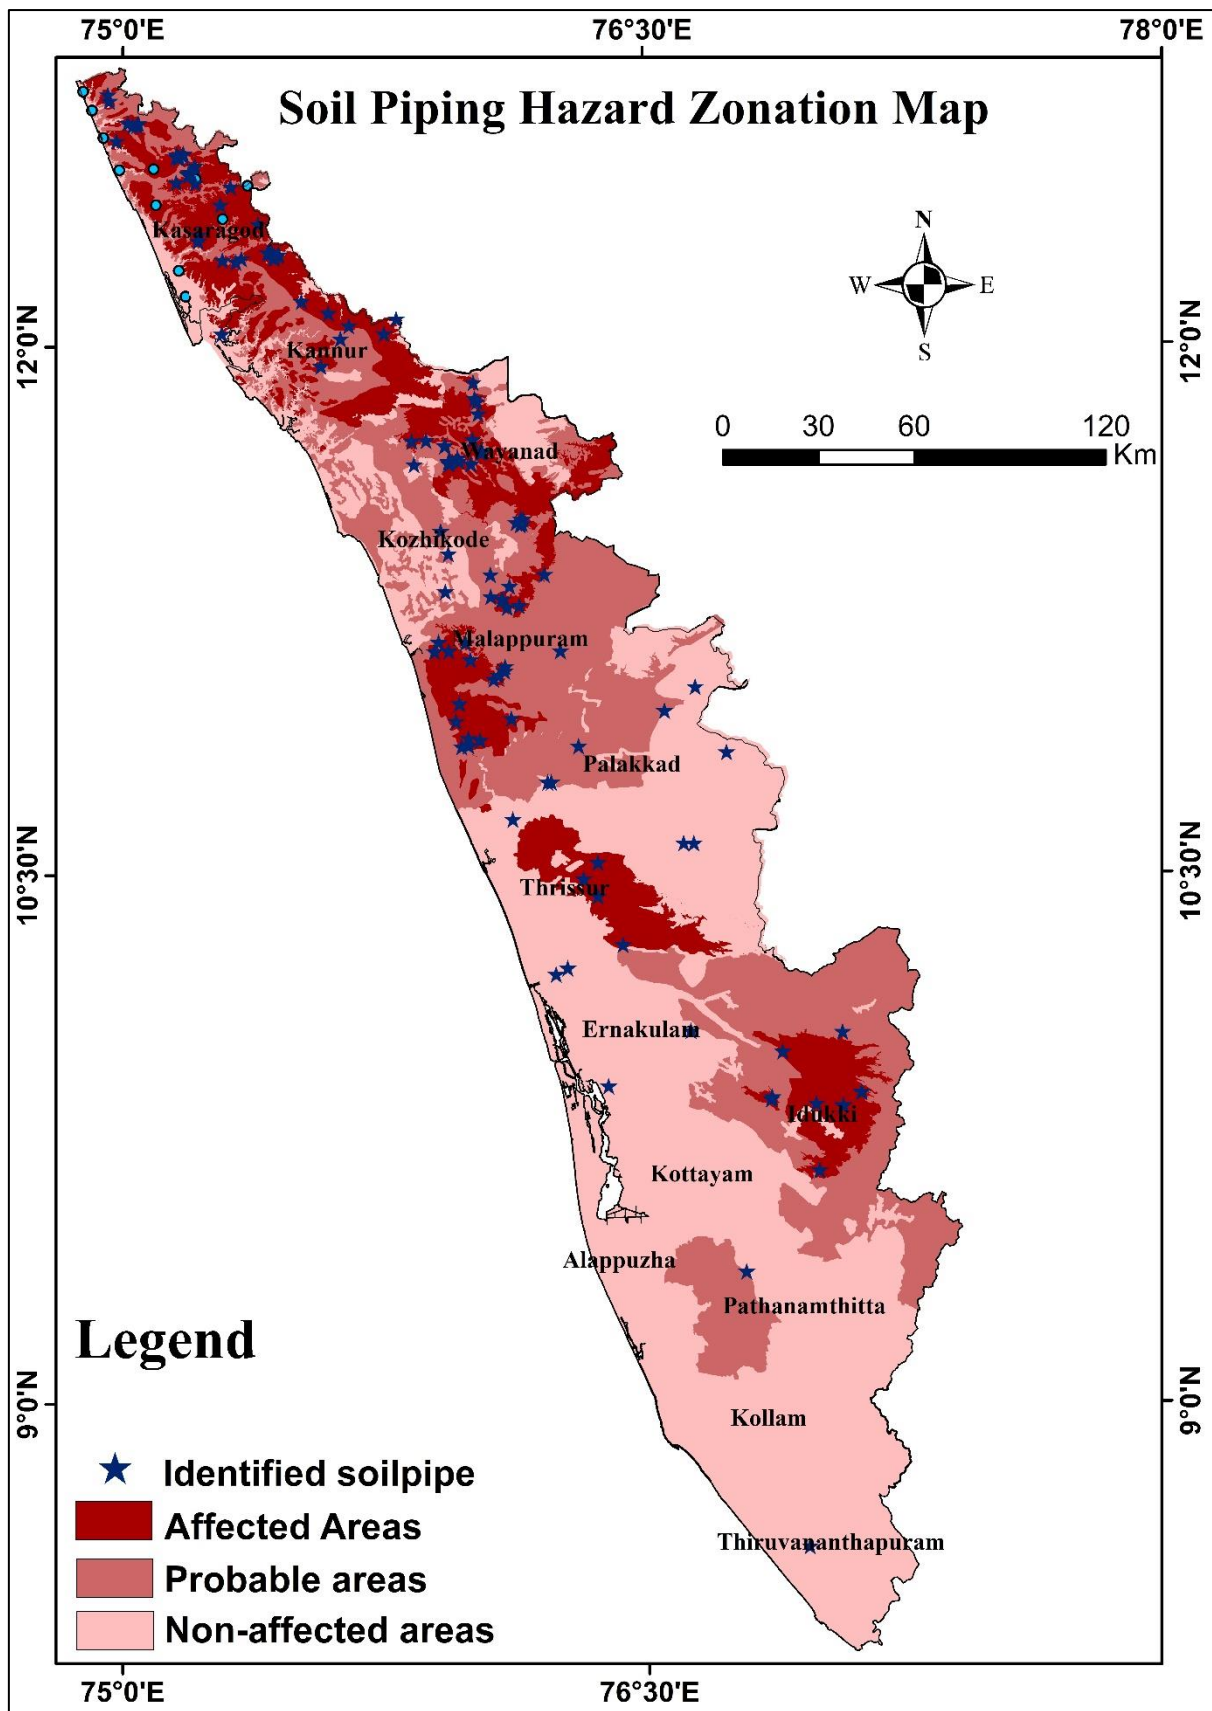 75°0'E 76°30'E 78°0'E
Soil Piping Hazard Zonation Map
N
W E
S
Kasaragod
12°0'N 12°0'N
Kannur
0 30 60 120
Km
Wayanad
Kozhikode
Malappuram
Palakkad
10°30'N 10°30'N
Thrissur
Ernakulam
Idukki
Kottayam
Alappuzha
Pathanamthitta
Legend
9°0'N 9°0'N
Kollam
Identified soilpipe
Affected Areas
Thiruvananthapuram
Probable areas
Non-affected areas
75°0'E 76°30'E